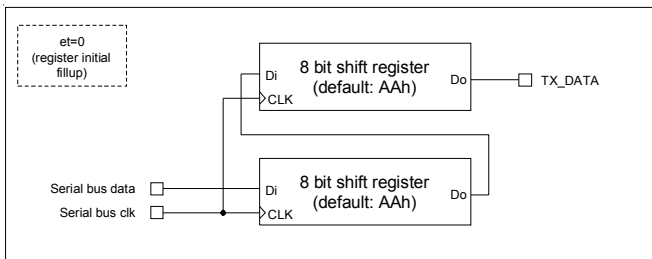 et=0
(register initial
fillup)
Di
8 bit shift register
(default: AAh)
Do
CLK
TX_DATA
Serial bus data
Di
8 bit shift register
(default: AAh)
Do
Serial bus clk
CLK